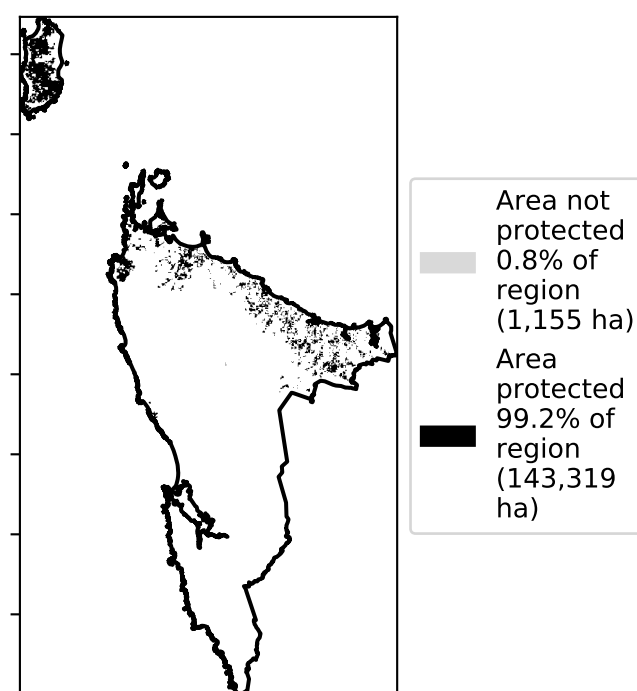 Area not
protected
0.8% of
region
(1,155 ha)
Area
protected
99.2% of
region
(143,319
ha)